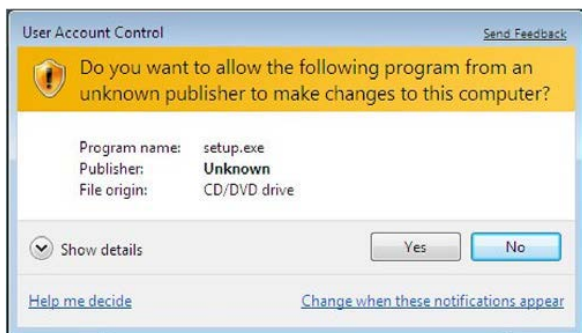 User Account Control
Send Feedback
Do you want to allow the following program from an
unknown publisher to make changes to this computer?
Program name: setup.exe
Publisher: Unknown
File origin: CD/DVD drive
Show details
Yes
No
Help me decide
Change when these notifications appear